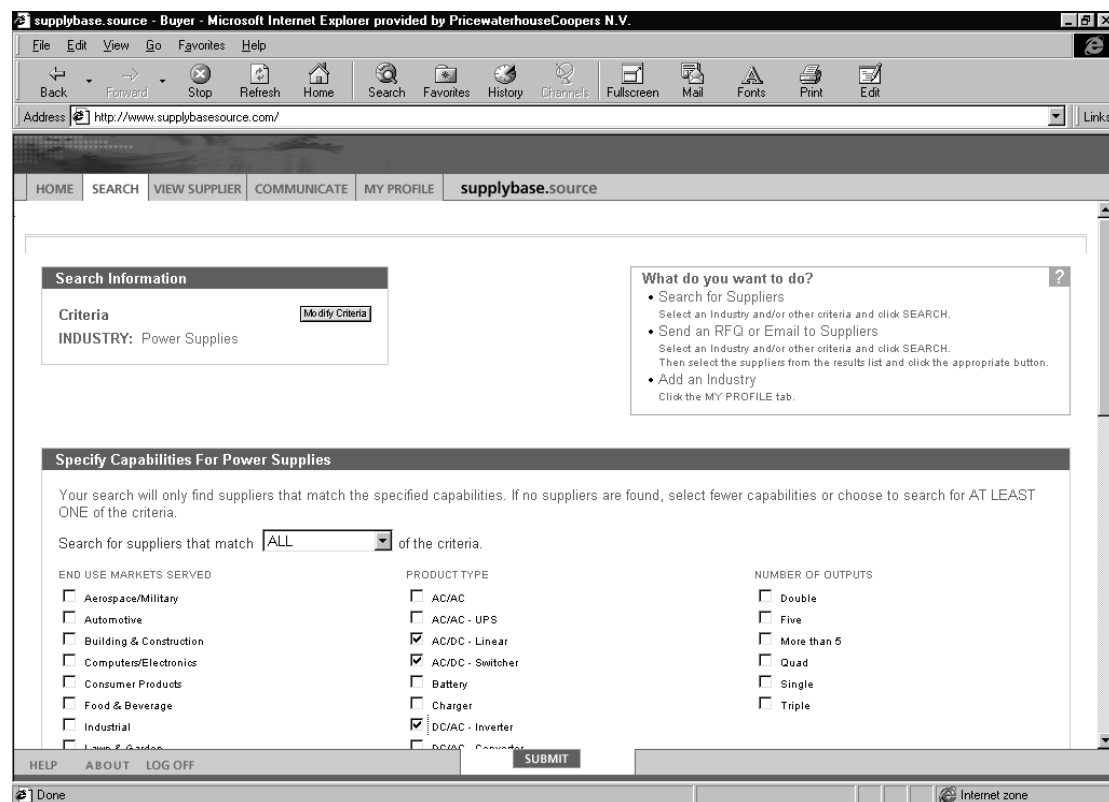 supplybase.source - Buyer - Microsoft Internet Explorer provided by PricewaterhouseCoopers N.V.
File Edit View Go Favorites Help
Back Forward Stop Refresh Home Search Favorites History Channels Fullscreen Mail Fonts Print Edit
Address http://www.supplybasesource.com/ Links
HOME SEARCH VIEW SUPPLIER COMMUNICATE MY PROFILE supplybase.source
Search Information
Criteria Modify Criteria
INDUSTRY: Power Supplies
What do you want to do? ?
• Search for Suppliers
Select an Industry and/or other criteria and click SEARCH.
• Send an RFQ or Email to Suppliers
Select an Industry and/or other criteria and click SEARCH.
Then select the suppliers from the results list and click the appropriate button.
• Add an Industry
Click the MY PROFILE tab.
Specify Capabilities For Power Supplies
Your search will only find suppliers that match the specified capabilities. If no suppliers are found, select fewer capabilities or choose to search for AT LEAST
ONE of the criteria.
Search for suppliers that match ALL of the criteria.
END USE MARKETS SERVED
Aerospace/Military
Automotive
Building & Construction
Computers/Electronics
Consumer Products
Food & Beverage
Industrial
Lawn & Garden
PRODUCT TYPE
AC/AC
AC/AC - UPS
AC/DC - Linear
AC/DC - Switcher
Battery
Charger
DC/AC - Inverter
DC/AC - Converter
NUMBER OF OUTPUTS
Double
Five
More than 5
Quad
Single
Triple
HELP ABOUT LOG OFF SUBMIT
Done Internet zone